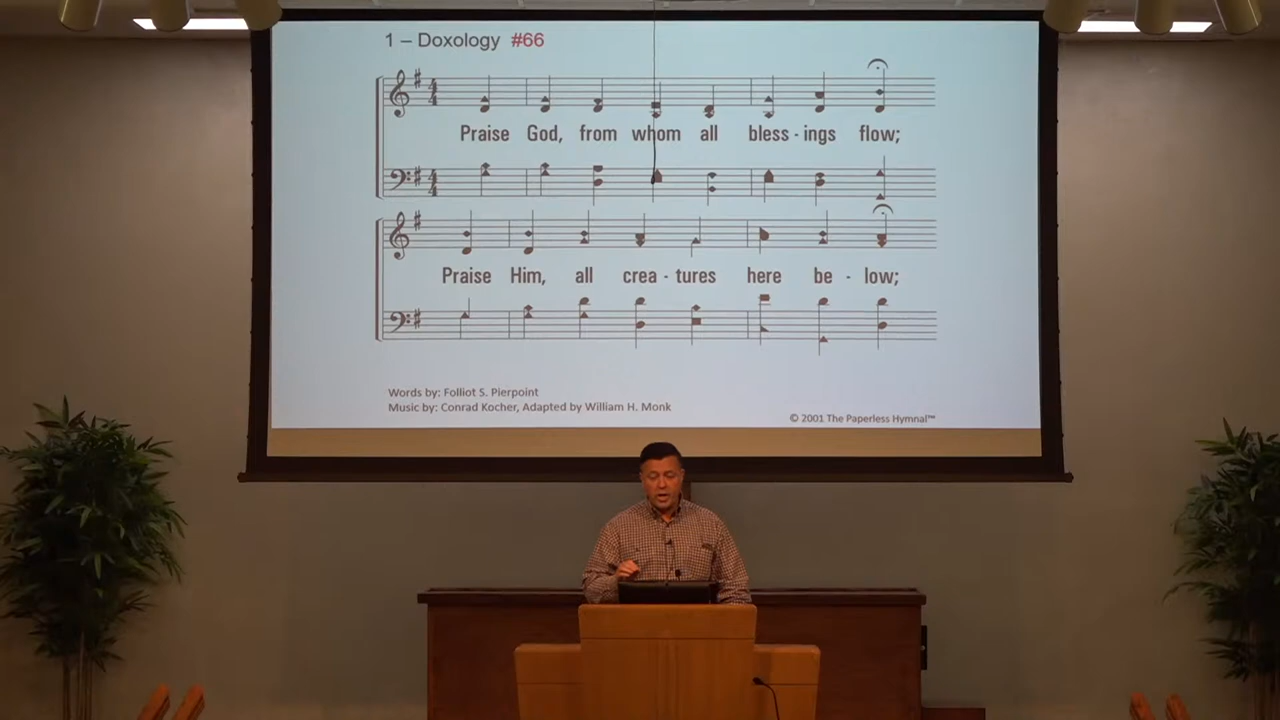 1 – Doxology #66
Praise God, from whom all bless - ings flow;
Praise Him, all crea - tures here be - low;
Words by: Folliot S. Pierpoint
Music by: Conrad Kocher, Adapted by William H. Monk
© 2001 The Paperless Hymnal™